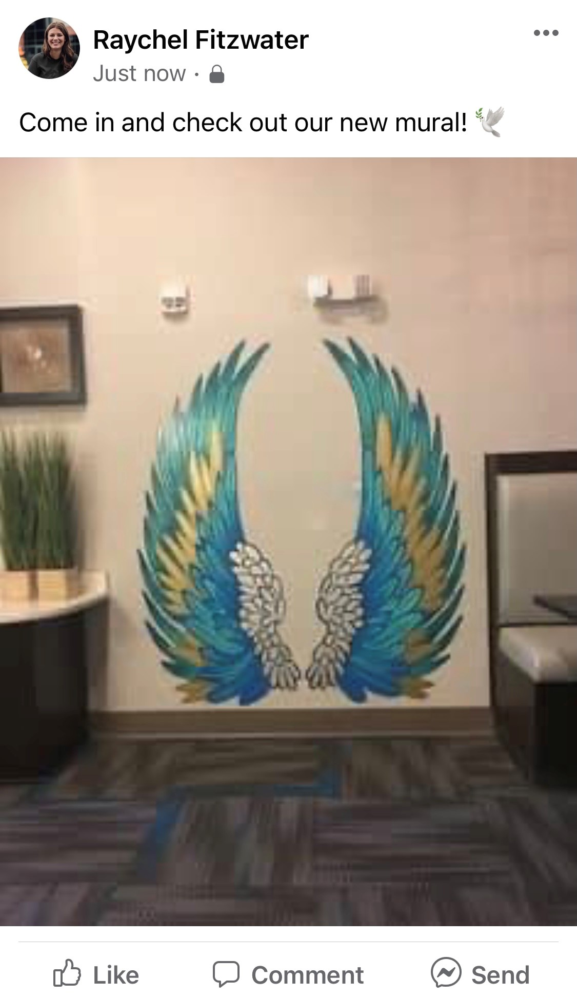 Raychel Fitzwater
Just now ·
Come in and check out our new mural! 🕊️
Like
Comment
Send